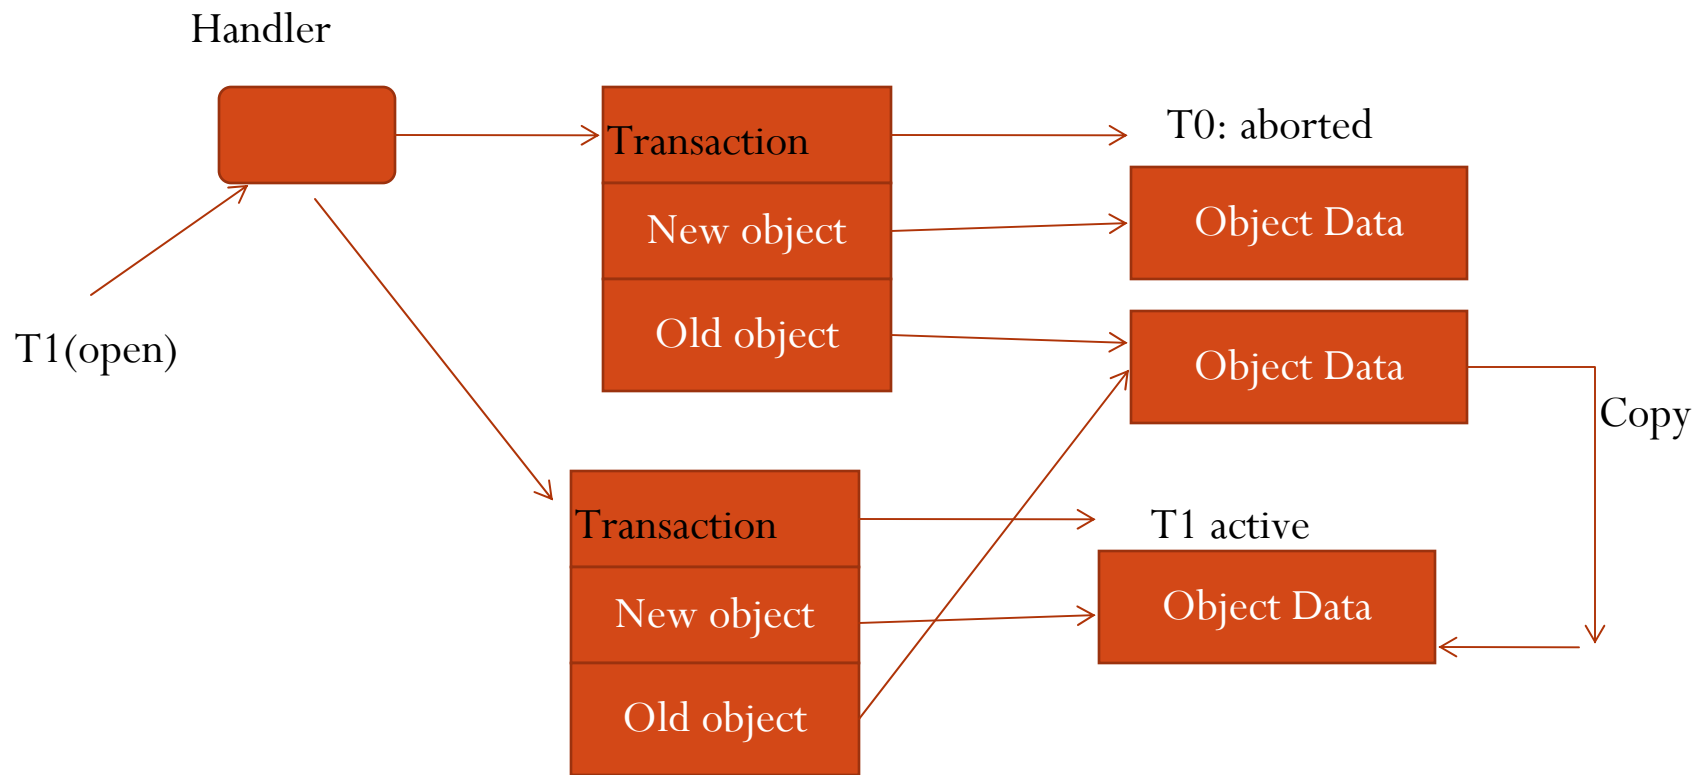 Handler
Transaction
T0: aborted
New object
Object Data
Old object
Object Data
T1(open)
Copy
Transaction
T1 active
New object
Object Data
Old object